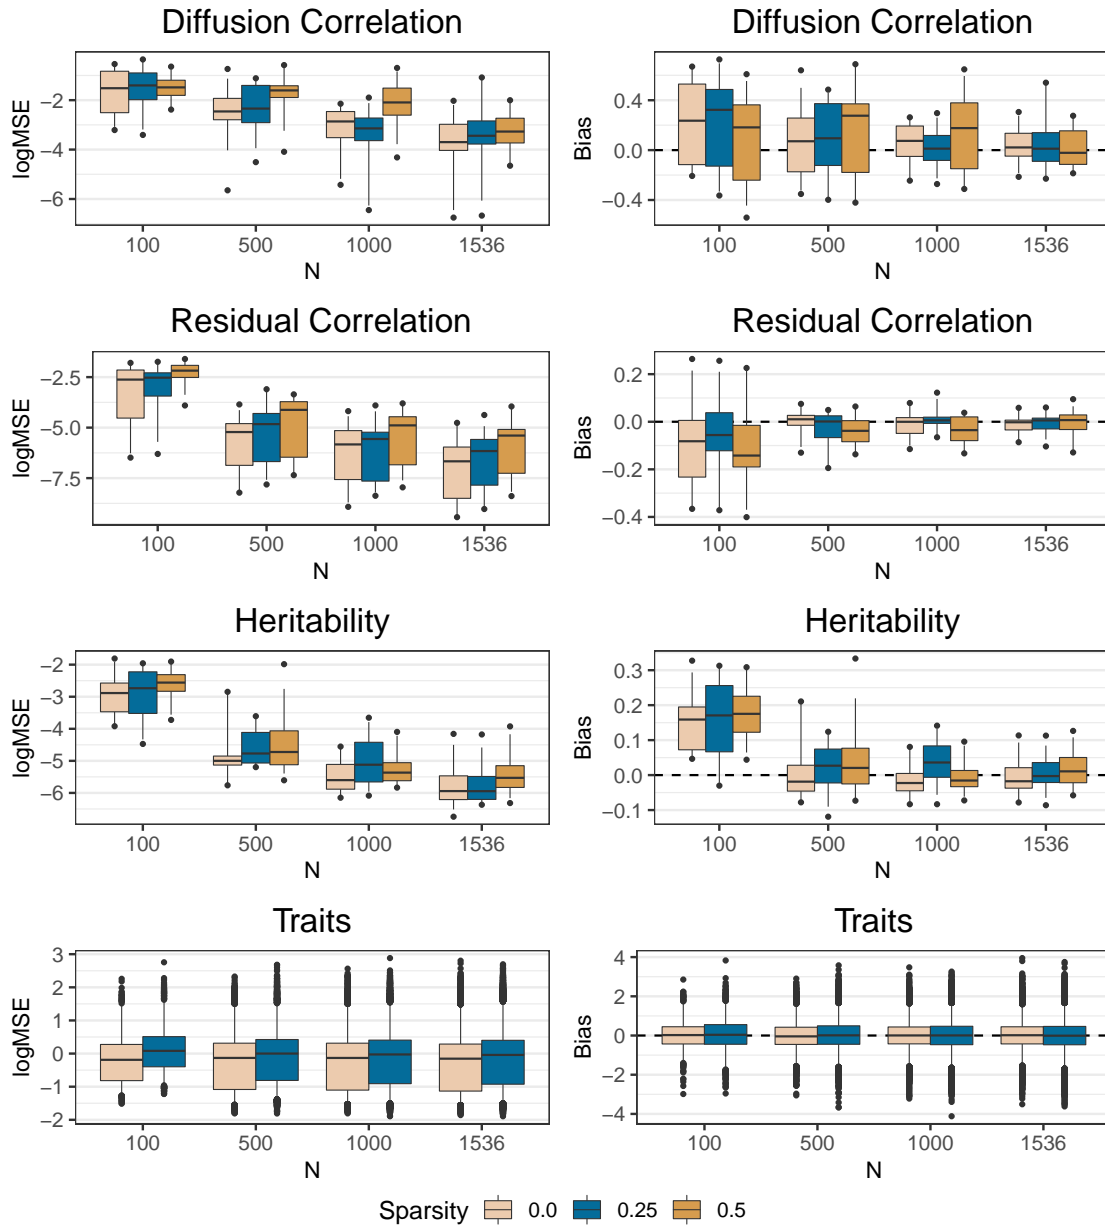 Diffusion Correlation
logMSE
−2
−4
−6
100 500 1000 1536
N
Diffusion Correlation
Bias
0.4
0.0
−0.4
100 500 1000 1536
N
Residual Correlation
logMSE
−2.5
−5.0
−7.5
100 500 1000 1536
N
Residual Correlation
Bias
0.2
0.0
−0.2
−0.4
100 500 1000 1536
N
Heritability
logMSE
−2
−3
−4
−5
−6
100 500 1000 1536
N
Heritability
Bias
0.3
0.2
0.1
0.0
−0.1
100 500 1000 1536
N
Traits
logMSE
3
2
1
0
−1
−2
100 500 1000 1536
N
Traits
Bias
4
2
0
−2
−4
100 500 1000 1536
N
Sparsity 0.0 0.25 0.5